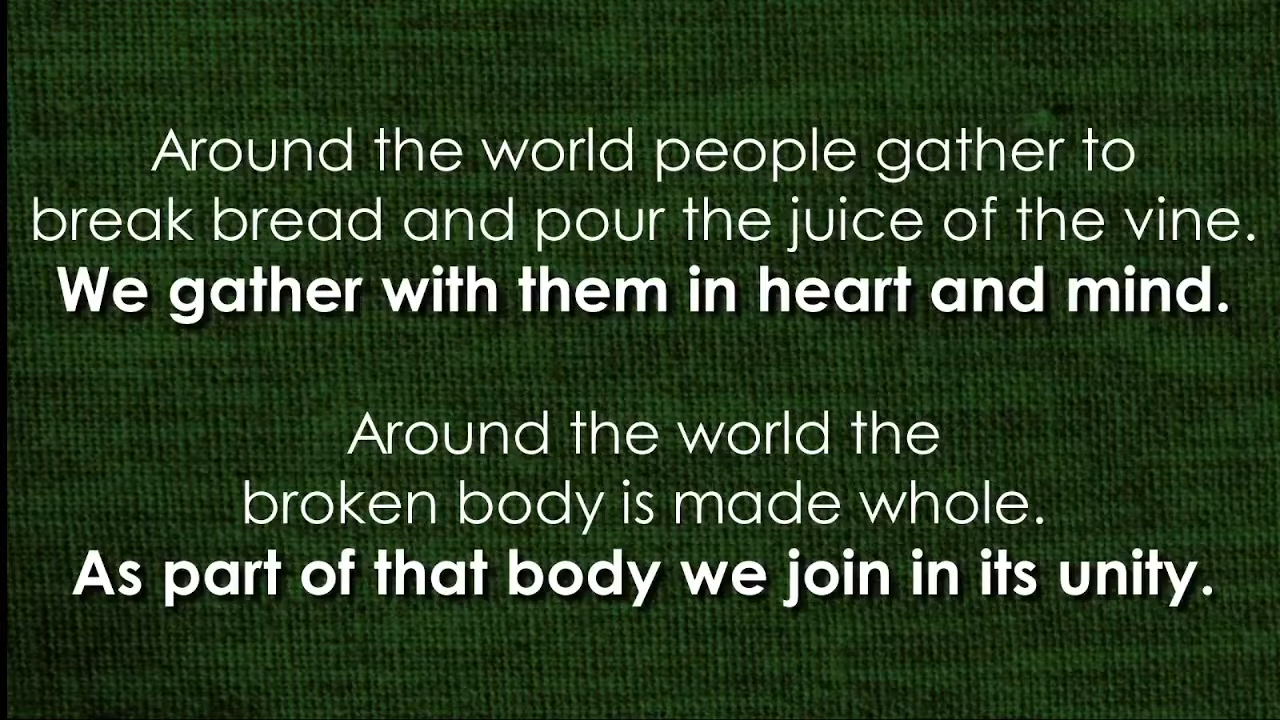 Around the world people gather to
break bread and pour the juice of the vine.
We gather with them in heart and mind.
Around the world the
broken body is made whole.
As part of that body we join in its unity.